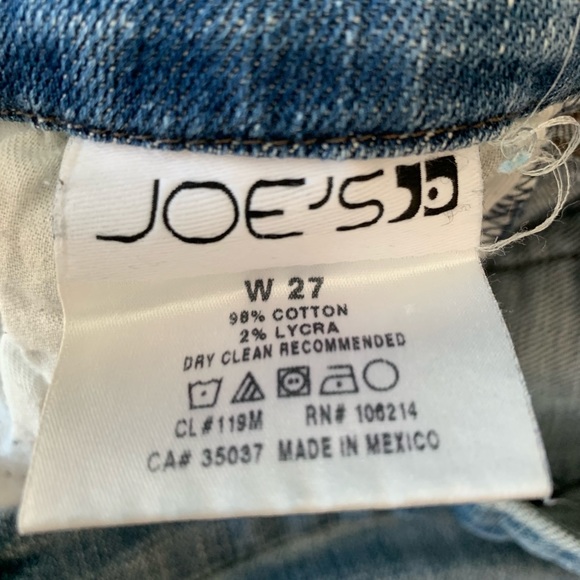 JOE'S
W 27
98% COTTON
2% LYCRA
DRY CLEAN RECOMMENDED
CL#119M RN# 106214
CA# 35037 MADE IN MEXICO